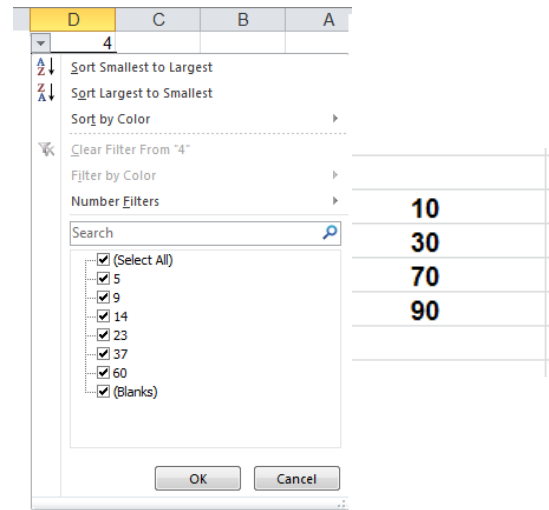 D C B A
4
Sort Smallest to Largest
Sort Largest to Smallest
Sort by Color
Clear Filter From "4"
Filter by Color
Number Filters
Search
(Select All)
5
9
14
23
37
60
(Blanks)
OK Cancel
10
30
70
90